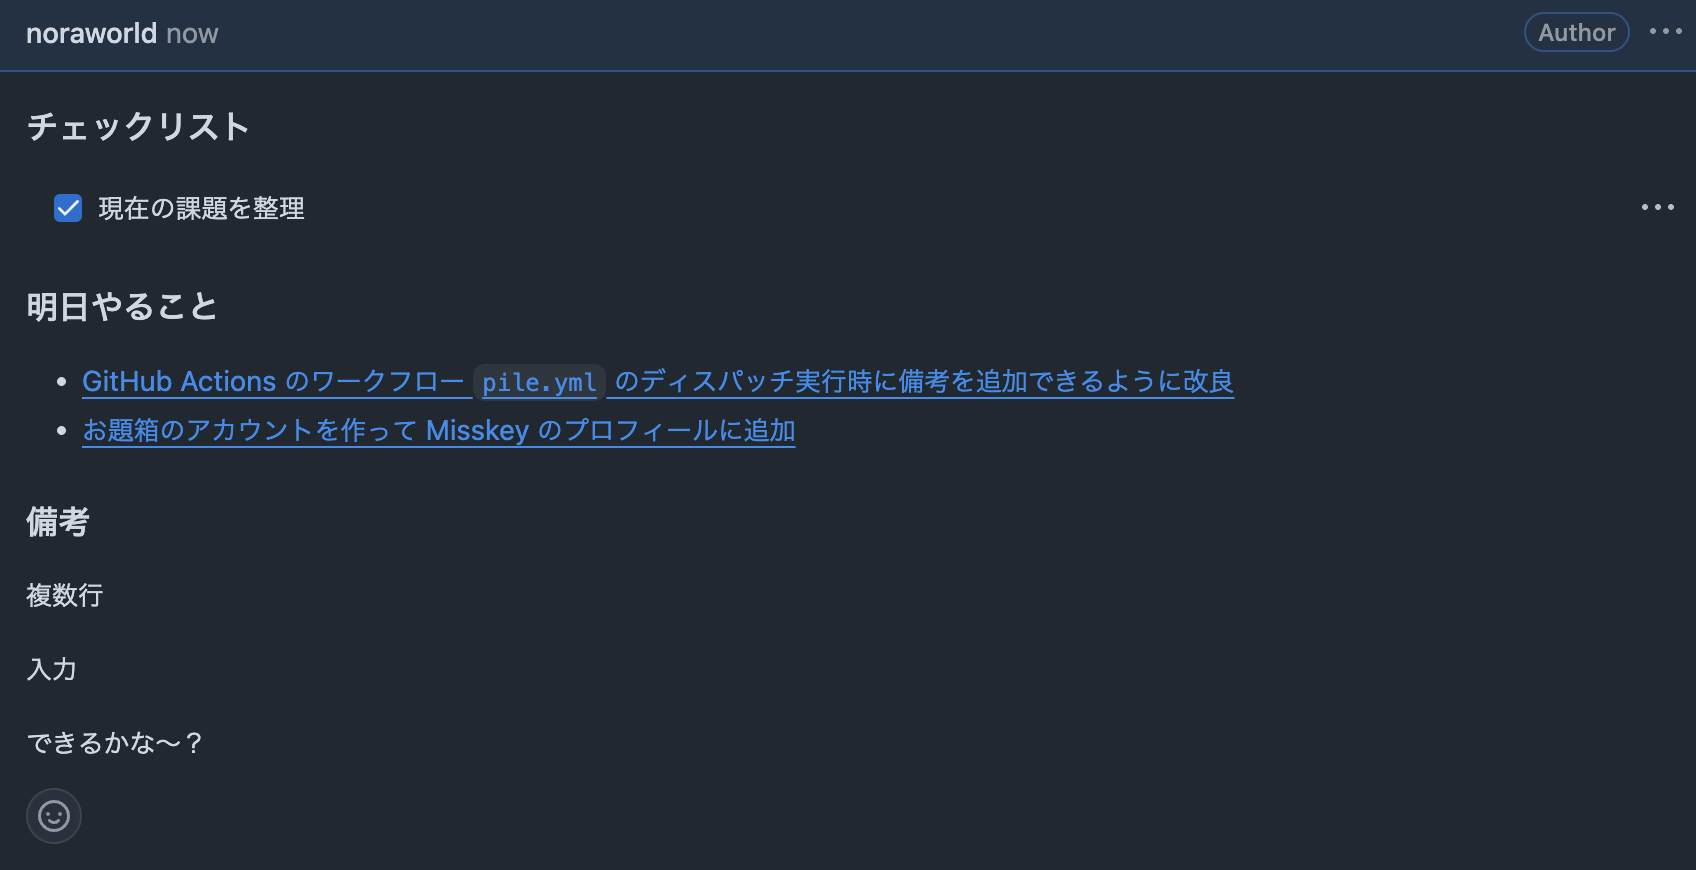 noraworld now
Author
チェックリスト
現在の課題を整理
明日やること
GitHub Actions のワークフロー pile.yml のディスパッチ実行時に備考を追加できるように改良
お題箱のアカウントを作って Misskey のプロフィールに追加
備考
複数行
入力
できるかな〜？